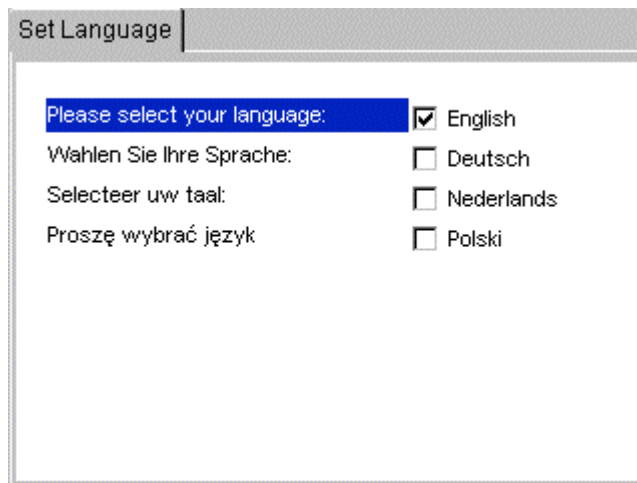 Set Language
Please select your language: English
Wahlen Sie Ihre Sprache: Deutsch
Selecteer uw taal: Nederlands
Proszę wybrać język Polski